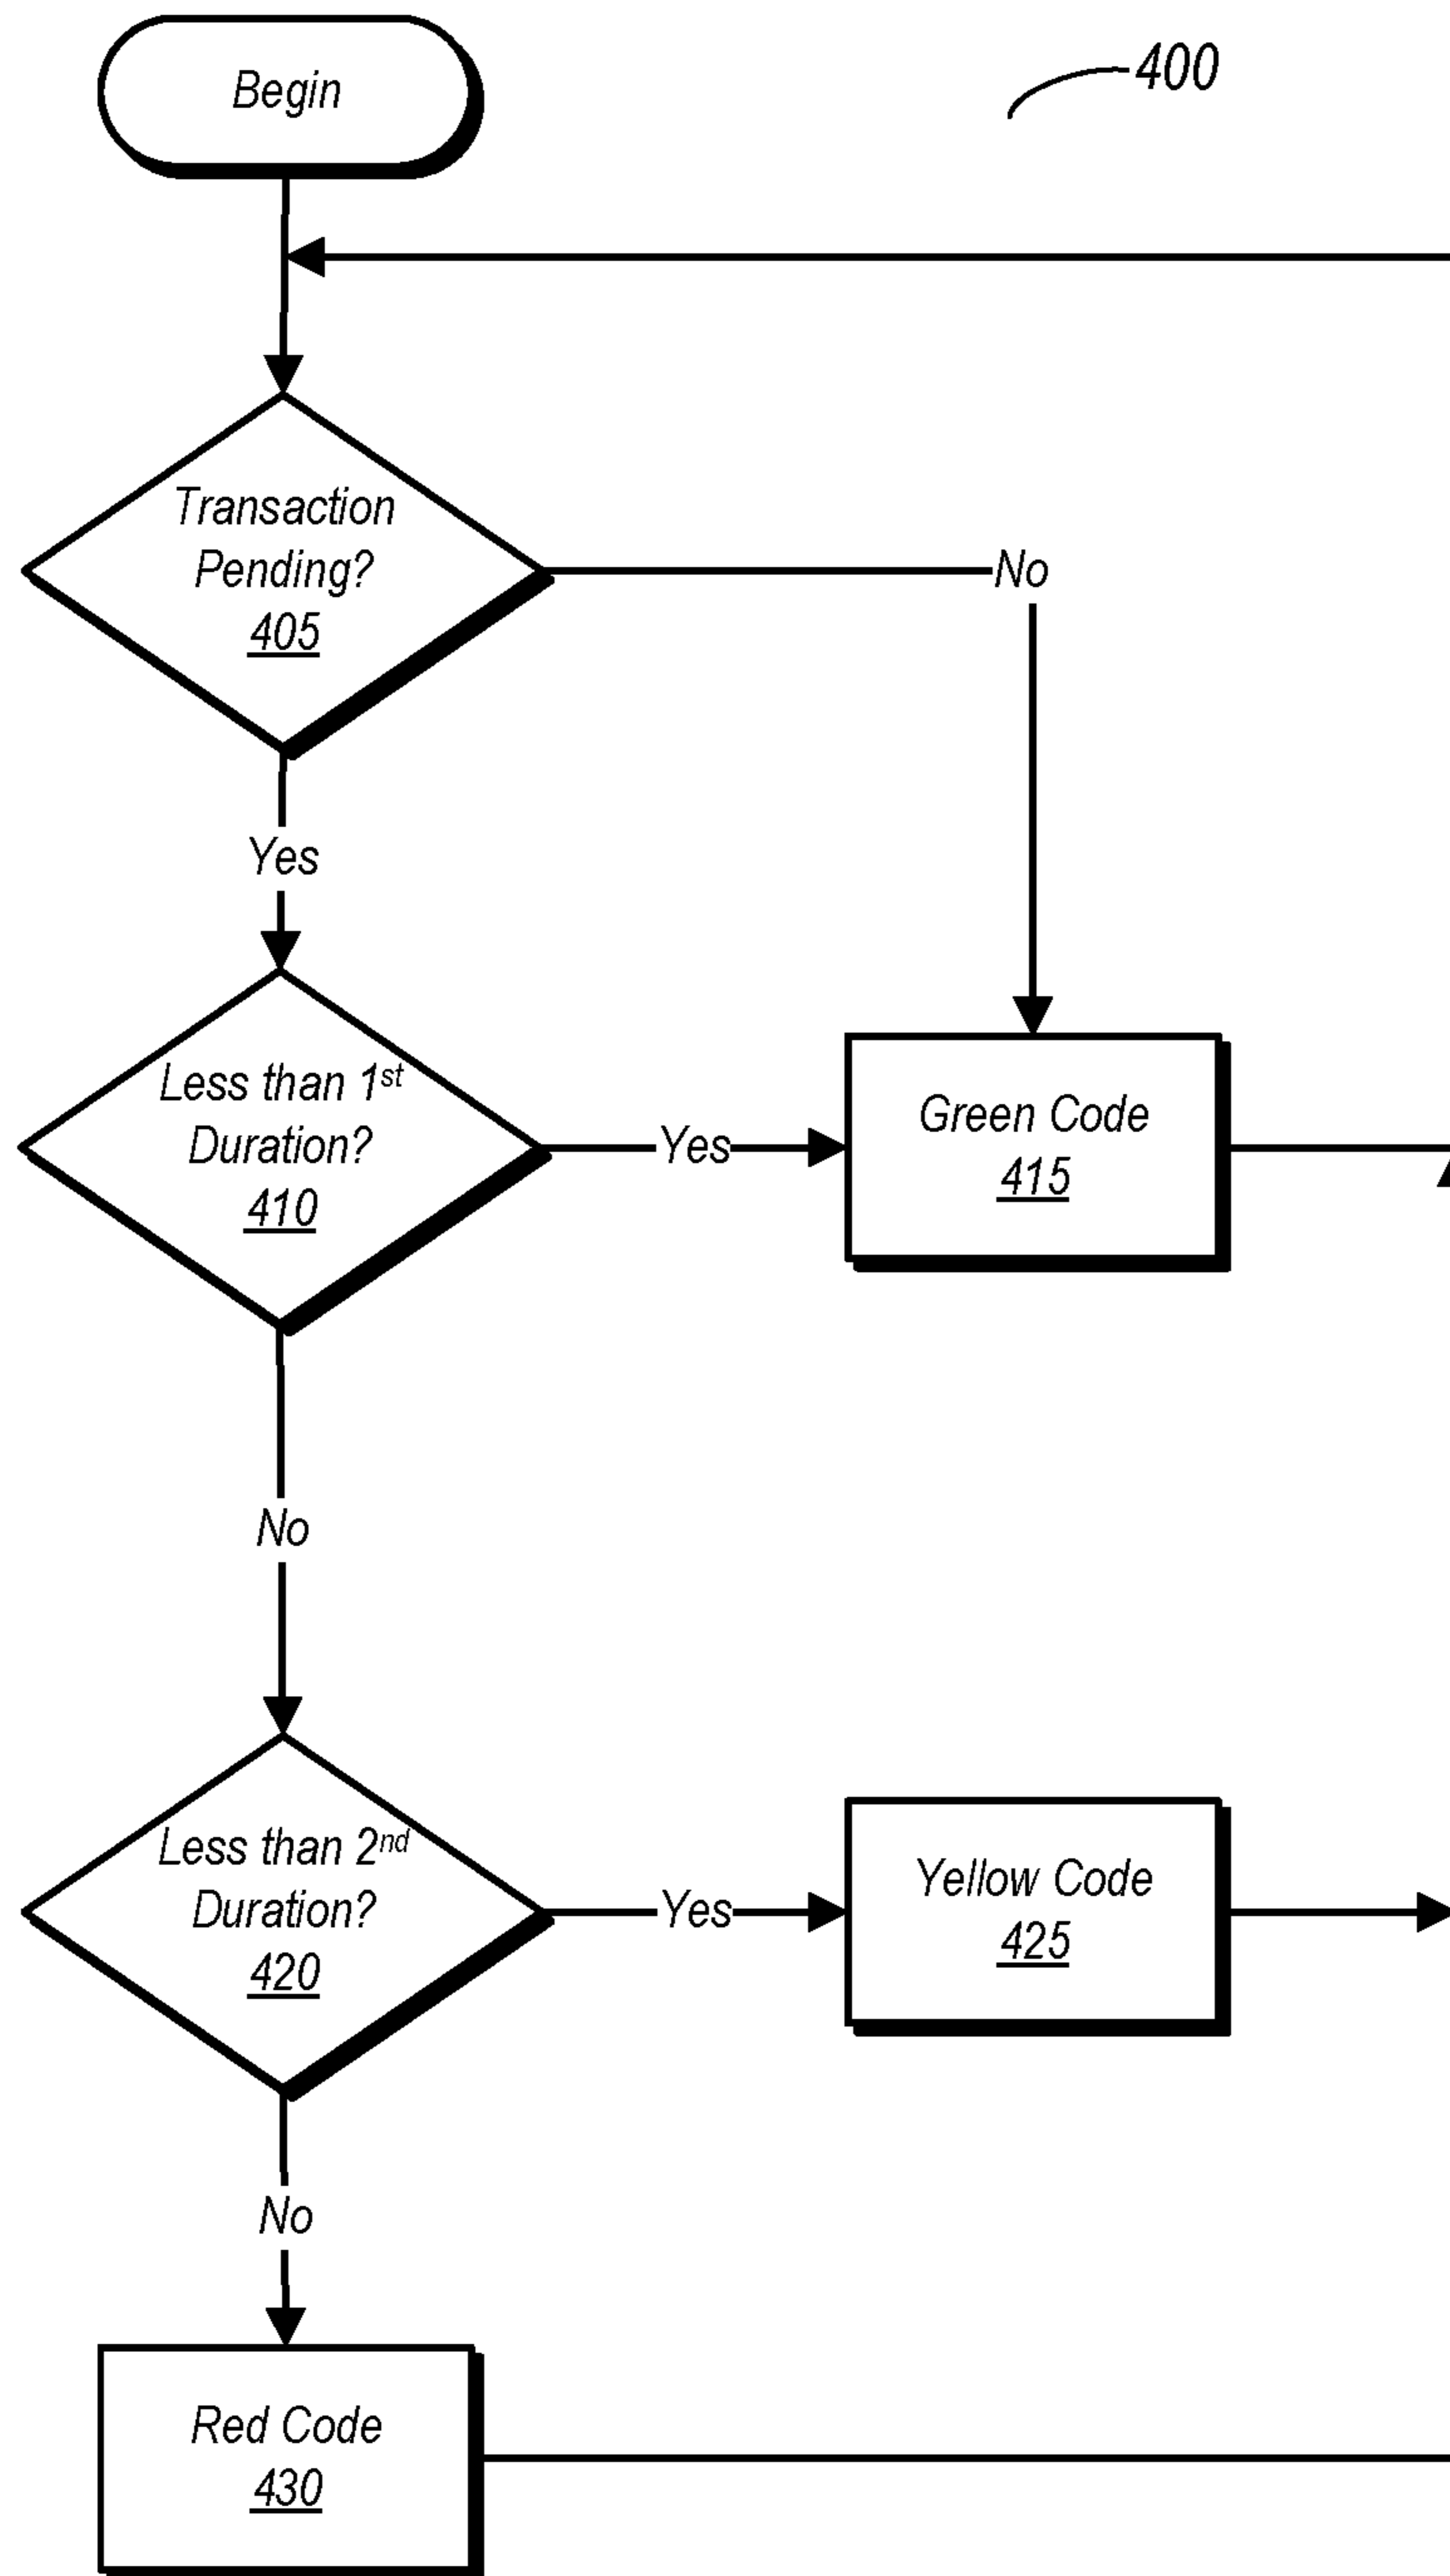 Begin
400
Transaction
Pending?
405
No
Yes
Less than 1st
Duration?
410
Yes
Green Code
415
No
Less than 2nd
Duration?
420
Yes
Yellow Code
425
No
Red Code
430